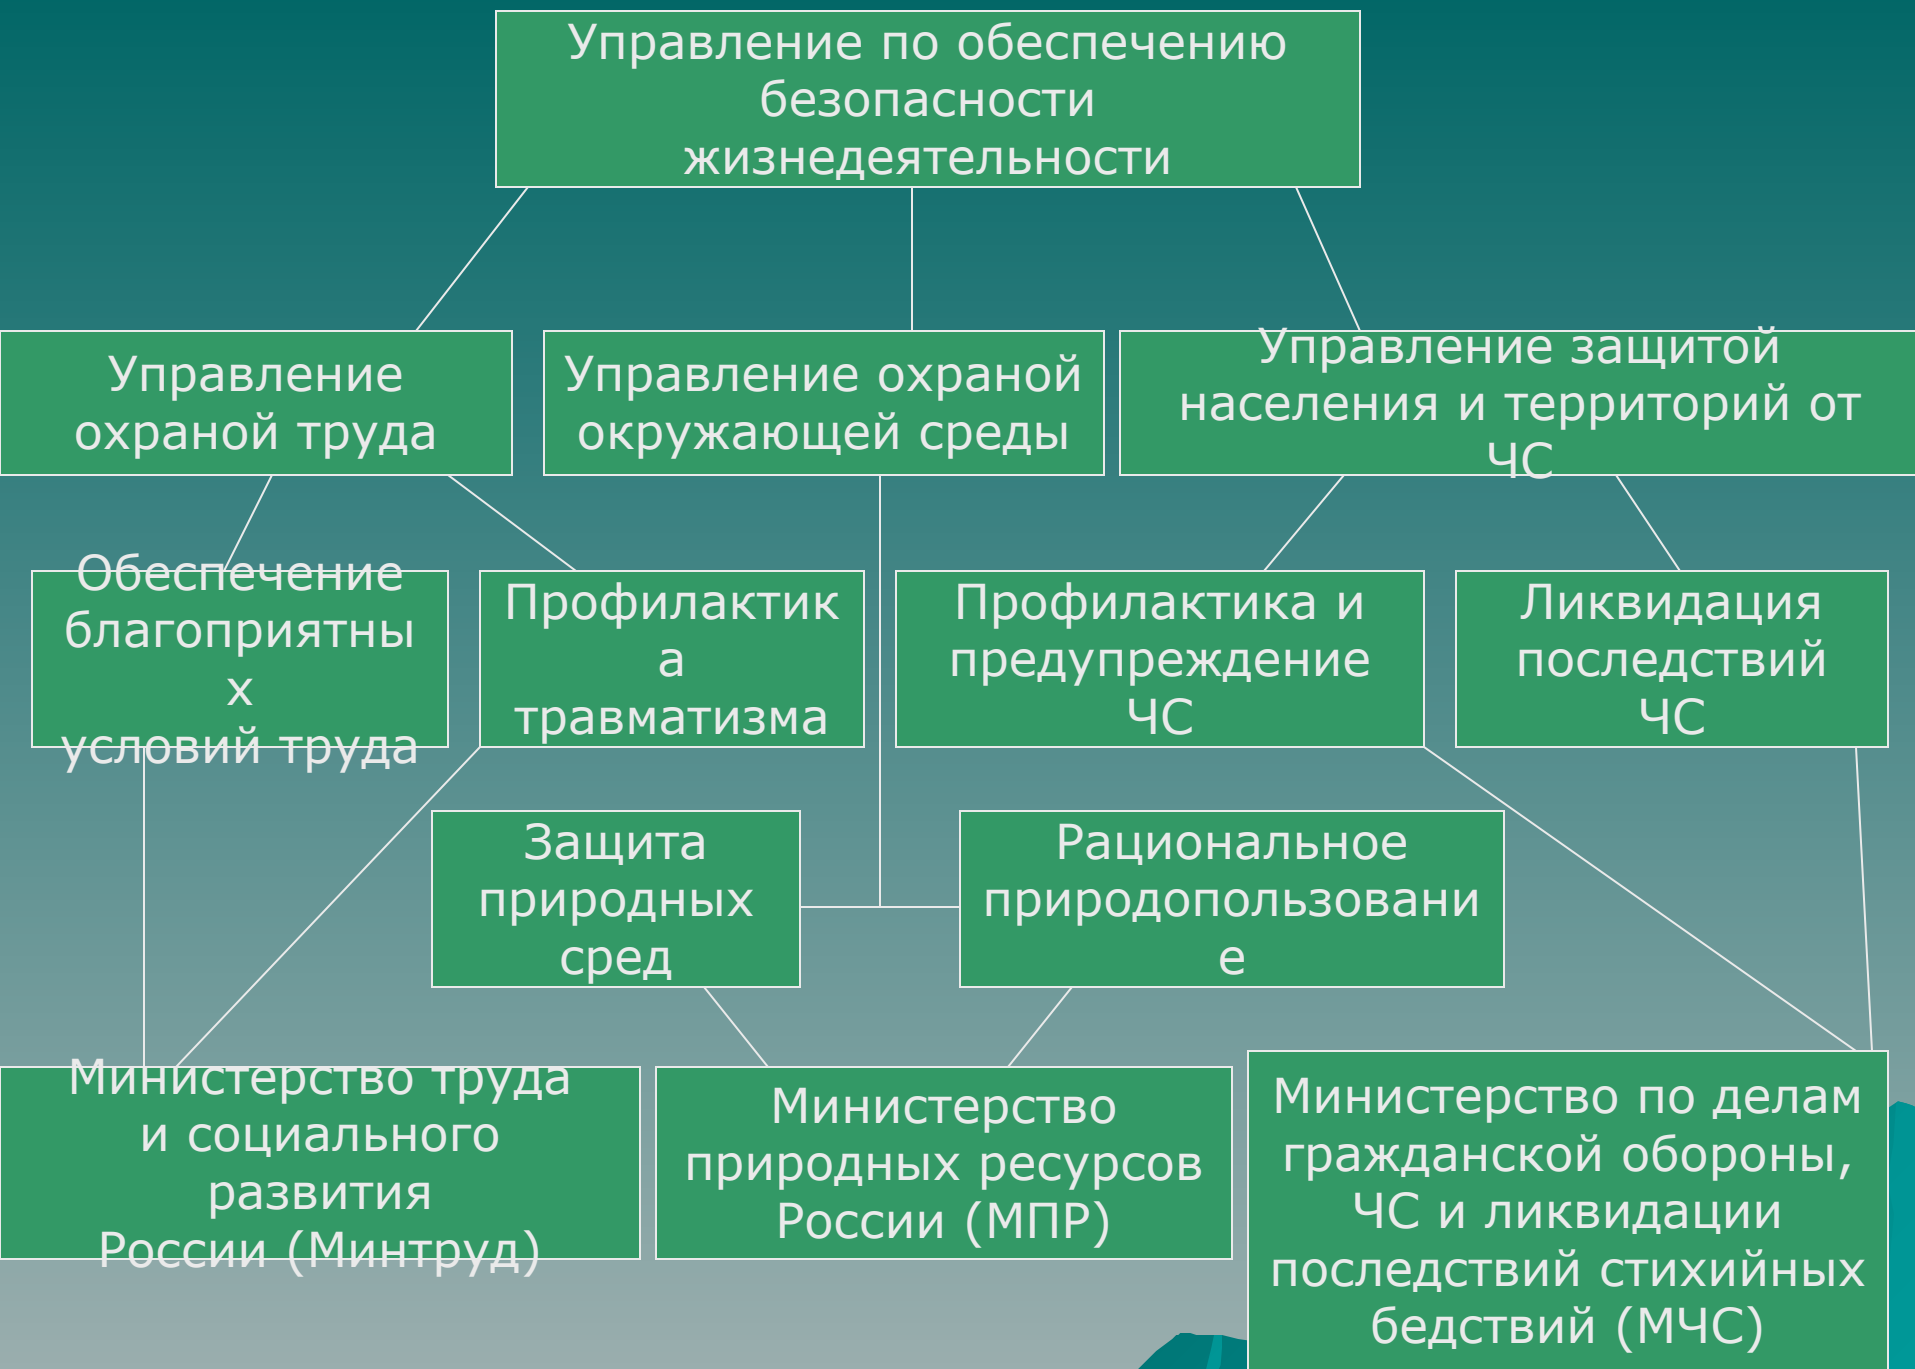 Управление по обеспечению
безопасности
жизнедеятельности
Управление
охраной труда
Управление охраной
окружающей среды
Управление защитой
населения и территорий от
ЧС
Обеспечение
благоприятны
х
условий труда
Профилактик
а
травматизма
Профилактика и
предупреждение
ЧС
Ликвидация
последствий
ЧС
Защита
природных
сред
Рациональное
природопользовани
е
Министерство труда
и социального
развития
России (Минтруд)
Министерство
природных ресурсов
России (МПР)
Министерство по делам
гражданской обороны,
ЧС и ликвидации
последствий стихийных
бедствий (МЧС)